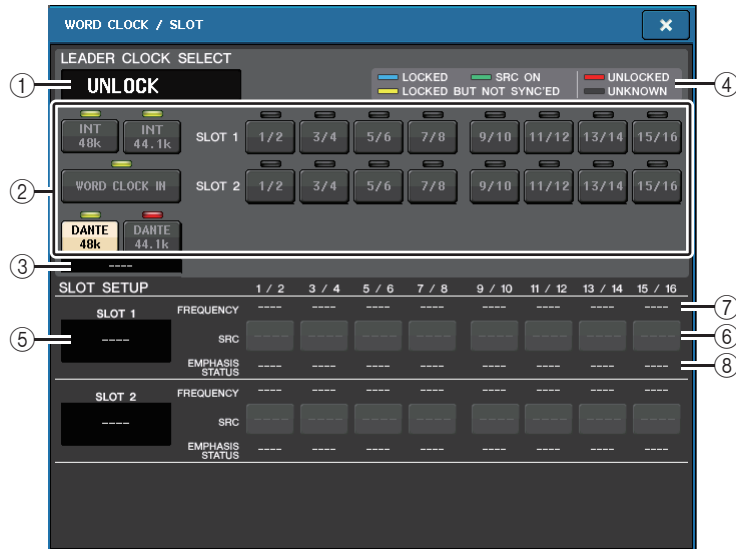 WORD CLOCK / SLOT ×
LEADER CLOCK SELECT
① UNLOCK LOCKED SRC ON UNLOCKED ④
LOCKED BUT NOT SYNC'ED UNKNOWN
②
INT 48k INT 44.1k SLOT 1 1/2 3/4 5/6 7/8 9/10 11/12 13/14 15/16
WORD CLOCK IN SLOT 2 1/2 3/4 5/6 7/8 9/10 11/12 13/14 15/16
DANTE 48k DANTE 44.1k
③ ----
SLOT SETUP 1 / 2 3 / 4 5 / 6 7 / 8 9 / 10 11 / 12 13 / 14 15 / 16
SLOT 1 FREQUENCY ---- ---- ---- ---- ---- ---- ---- ---- ⑦
⑤ ---- SRC ---- ---- ---- ---- ---- ---- ---- ---- ⑥
EMPHASIS STATUS ---- ---- ---- ---- ---- ---- ---- ---- ⑧
SLOT 2 FREQUENCY ---- ---- ---- ---- ---- ---- ---- ----
---- SRC ---- ---- ---- ---- ---- ---- ---- ----
EMPHASIS STATUS ---- ---- ---- ---- ---- ---- ---- ----